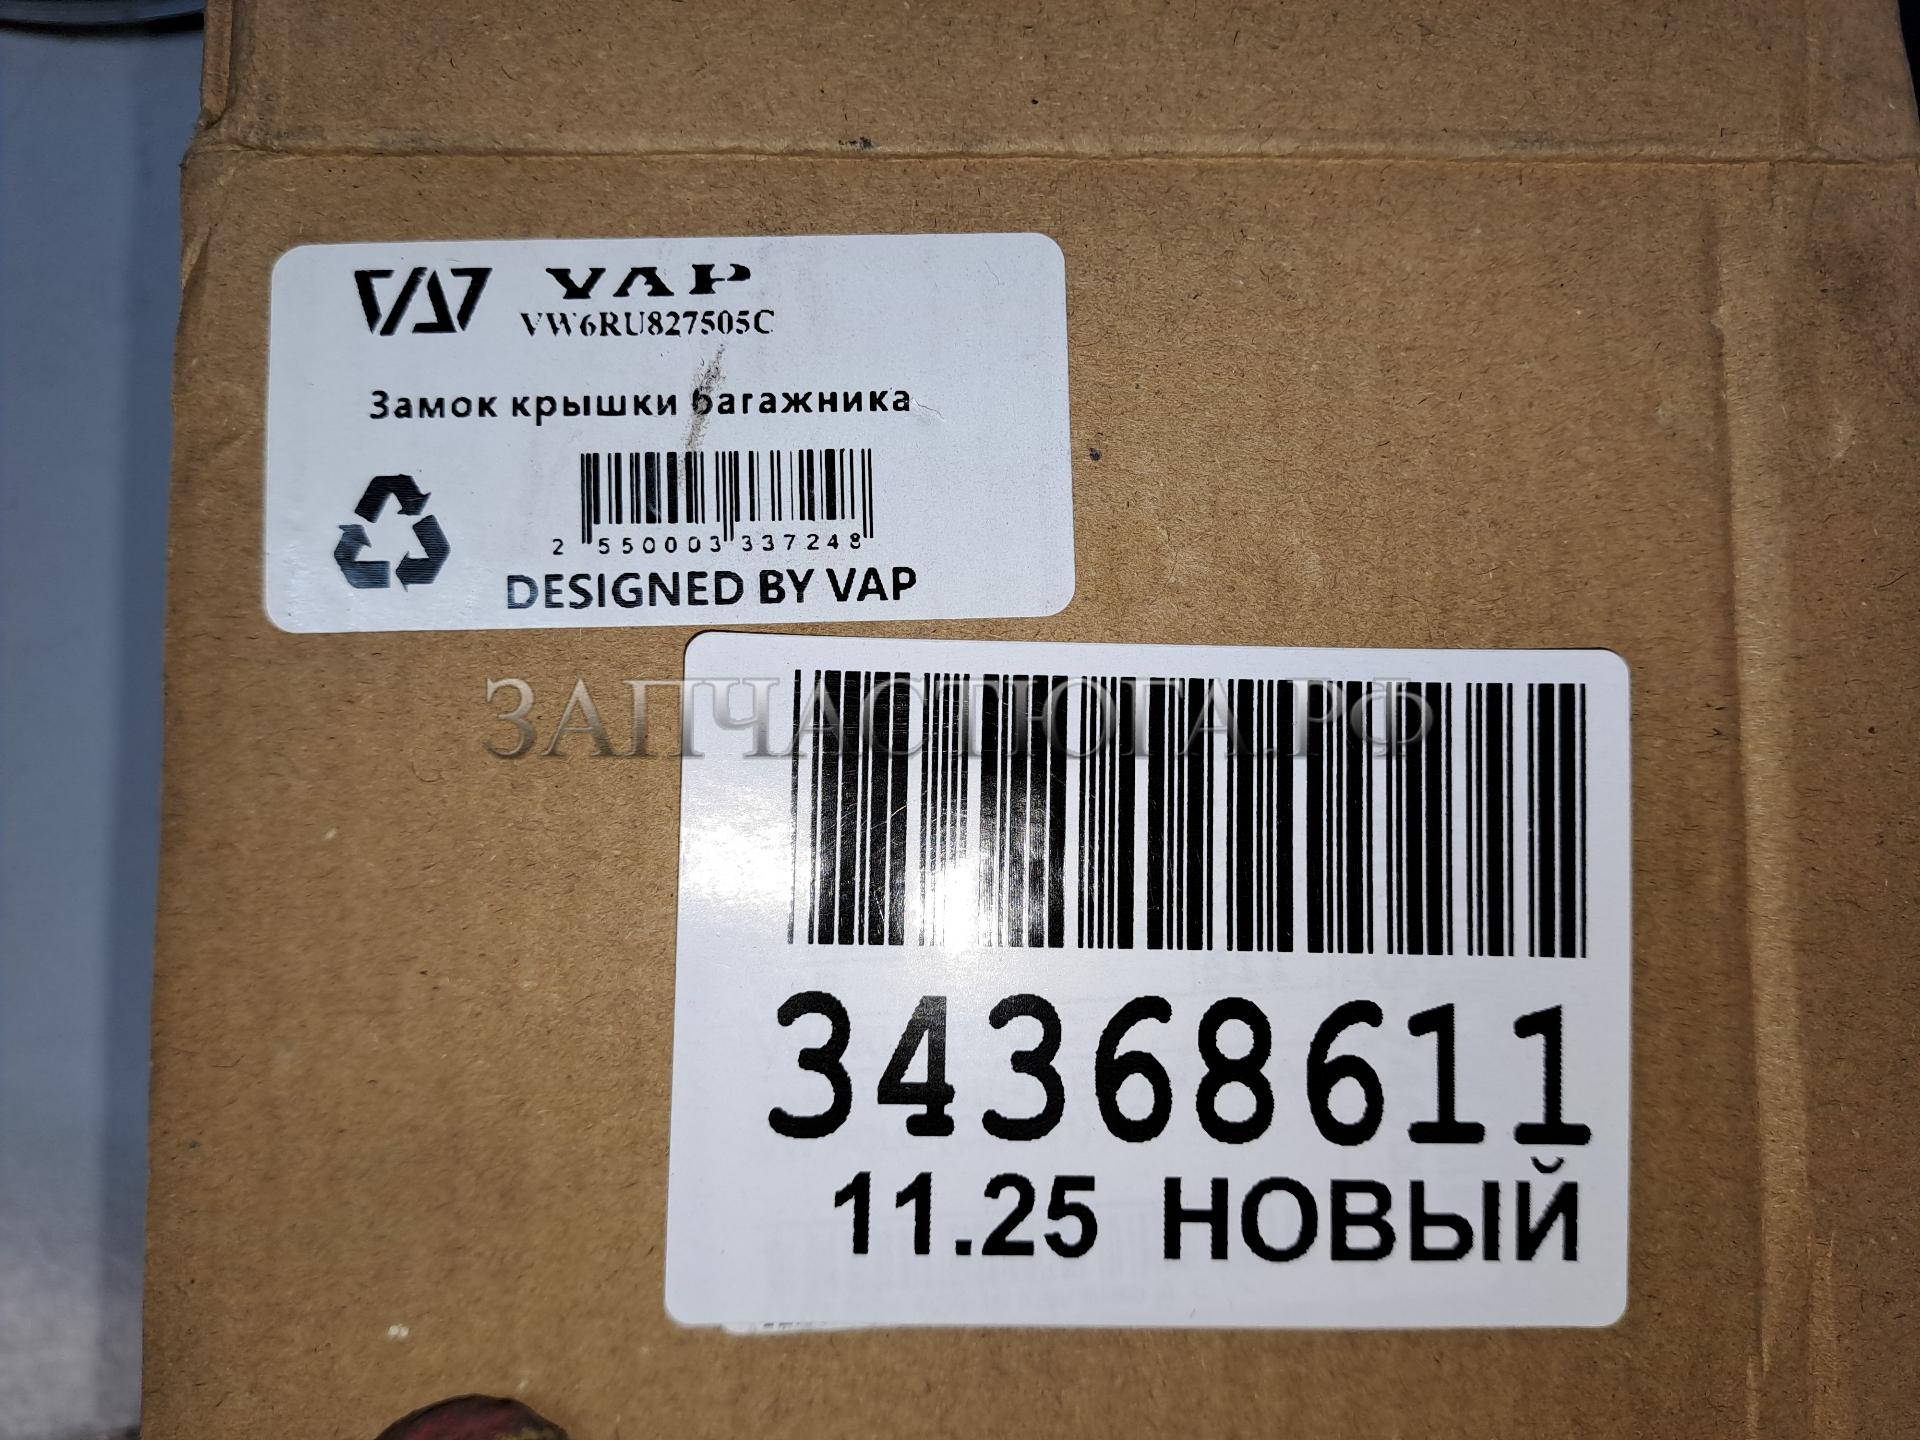 VAP
VW6RU827505C
Замок крышки багажника
2 550003 337248
DESIGNED BY VAP
ЗАПЧАСТЮГА.РФ
34368611
11.25 НОВЫЙ